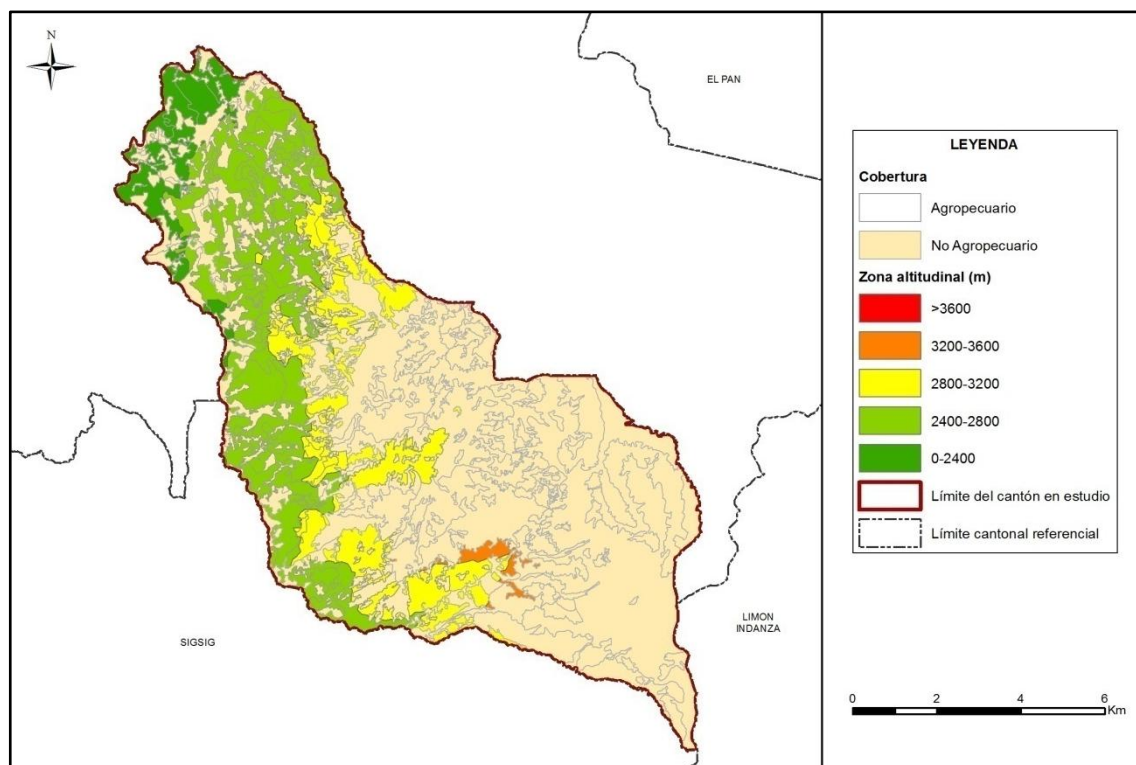 N
EL PAN
SIGSIG
LIMON
INDANZA
LEYENDA
Cobertura
Agropecuario
No Agropecuario
Zona altitudinal (m)
>3600
3200-3600
2800-3200
2400-2800
0-2400
Límite del cantón en estudio
Límite cantonal referencial
0 2 4 6
Km